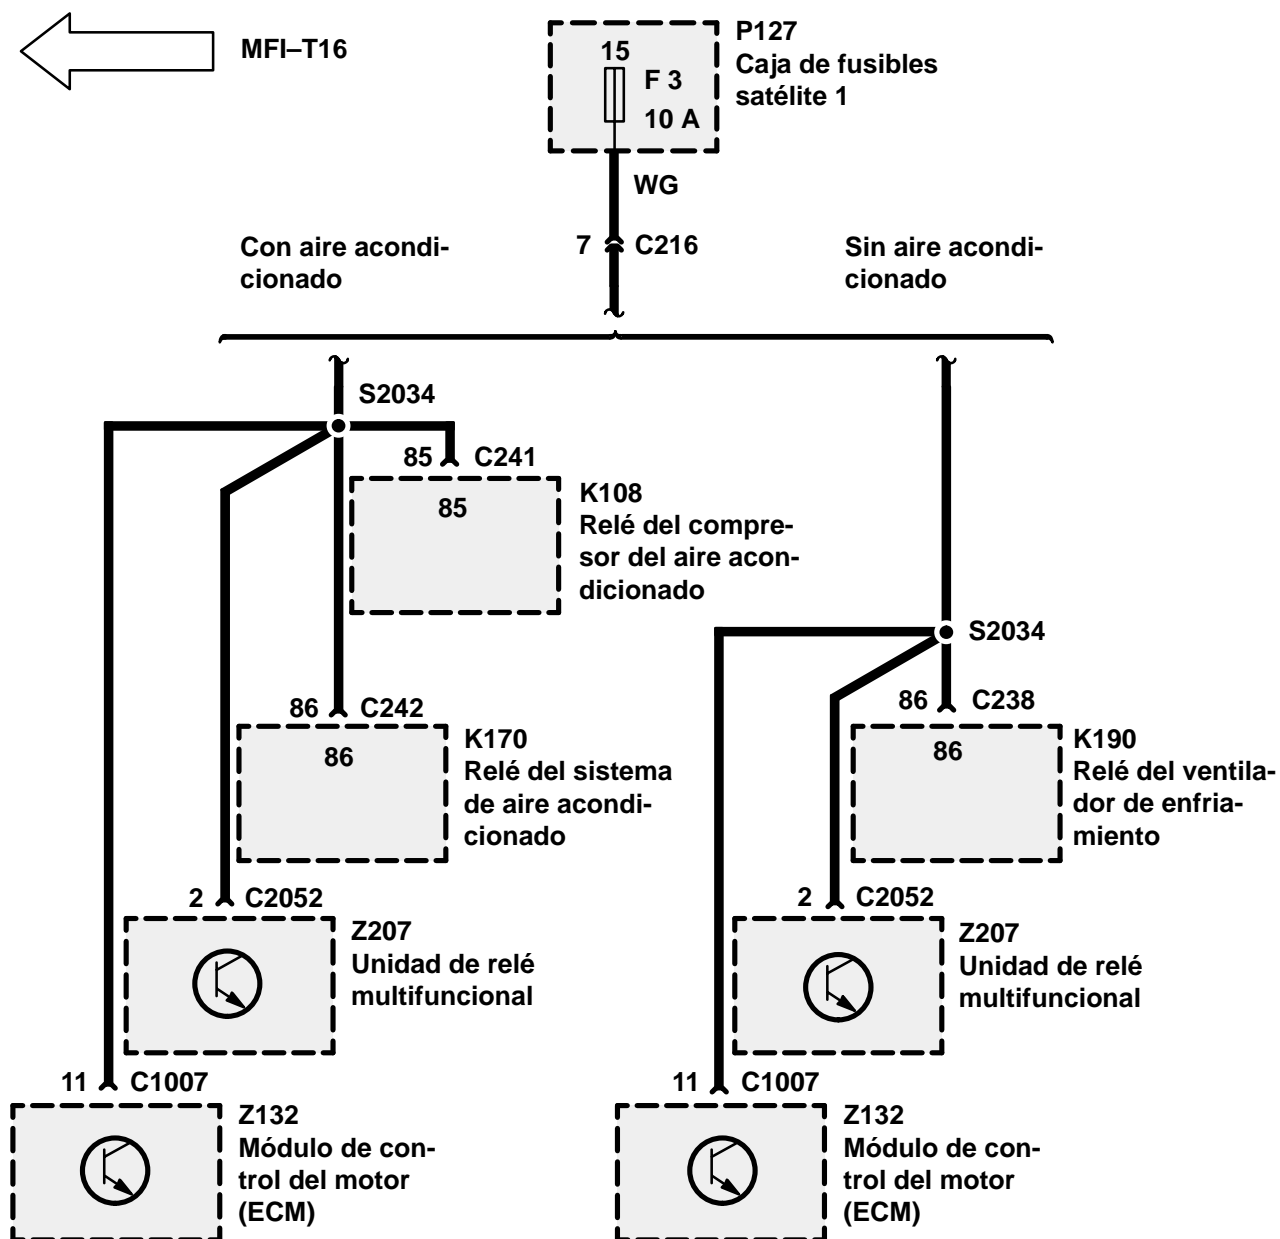 MFI–T16
15
F 3
10 A
P127
Caja de fusibles
satélite 1
WG
7
C216
Con aire acondi-
cionado
Sin aire acondi-
cionado
S2034
85
C241
85
K108
Relé del compre-
sor del aire acon-
dicionado
86
C242
86
K170
Relé del sistema
de aire acondi-
cionado
2
C2052
Z207
Unidad de relé
multifuncional
11
C1007
Z132
Módulo de con-
trol del motor
(ECM)
S2034
86
C238
86
K190
Relé del ventila-
dor de enfria-
miento
2
C2052
Z207
Unidad de relé
multifuncional
11
C1007
Z132
Módulo de con-
trol del motor
(ECM)